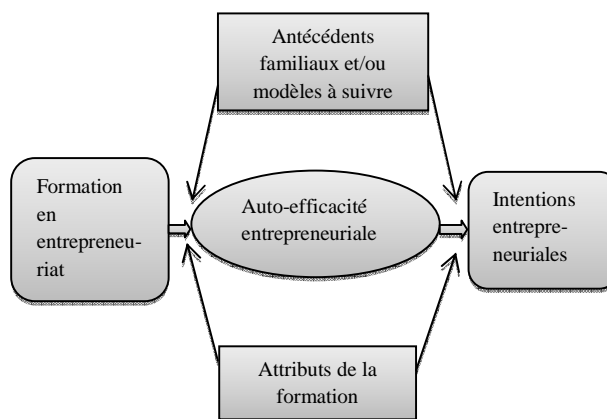 Antécédents
familiaux et/ou
modèles à suivre
Formation
en
entrepreneu-
riat
Auto-efficacité
entrepreneuriale
Intentions
entrepre-
neuriales
Attributs de la
formation